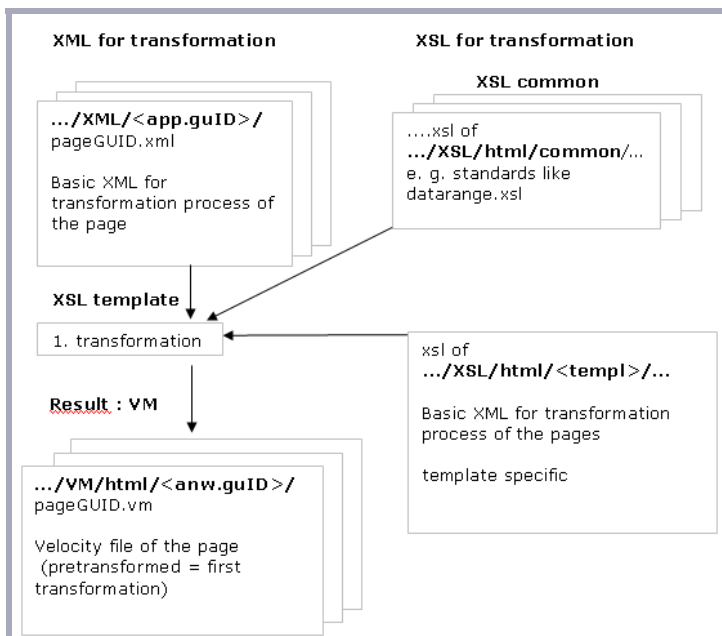 XML for transformation
XSL for transformation
XSL common
.../XML/<app.guID>/
pageGUID.xml
Basic XML for
transformation process of
the page
....xsl of
.../XSL/html/common/...
e. g. standards like
datarange.xsl
XSL template
1. transformation
xsl of
.../XSL/html/<templ>/...
Basic XML for transformation
process of the pages
template specific
Result : VM
.../VM/html/<anw.guID>/
pageGUID.vm
Velocity file of the page
(pretransformed = first
transformation)